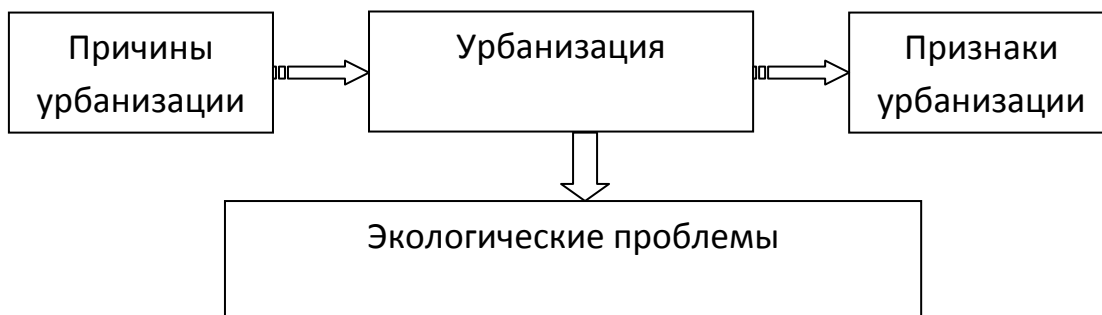 Причины
урбанизации
Урбанизация
Признаки
урбанизации
Экологические проблемы